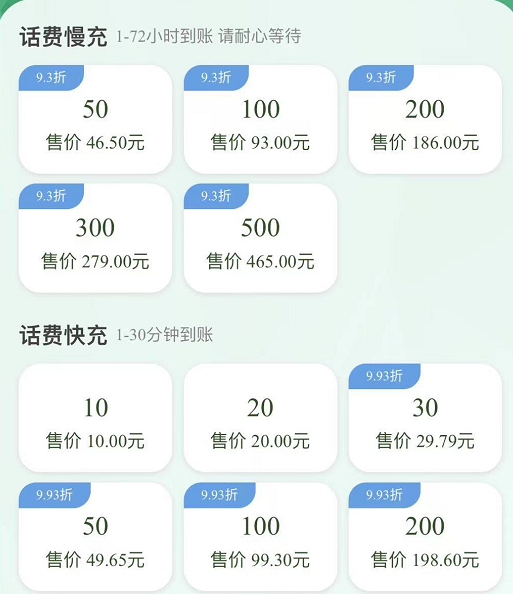 话费慢充 1-72小时到账 请耐心等待
9.3折 9.3折 9.3折
50 100 200
售价 46.50元 售价 93.00元 售价 186.00元
9.3折 9.3折
300 500
售价 279.00元 售价 465.00元
话费快充 1-30分钟到账
9.93折
10 20 30
售价 10.00元 售价 20.00元 售价 29.79元
9.93折 9.93折 9.93折
50 100 200
售价 49.65元 售价 99.30元 售价 198.60元